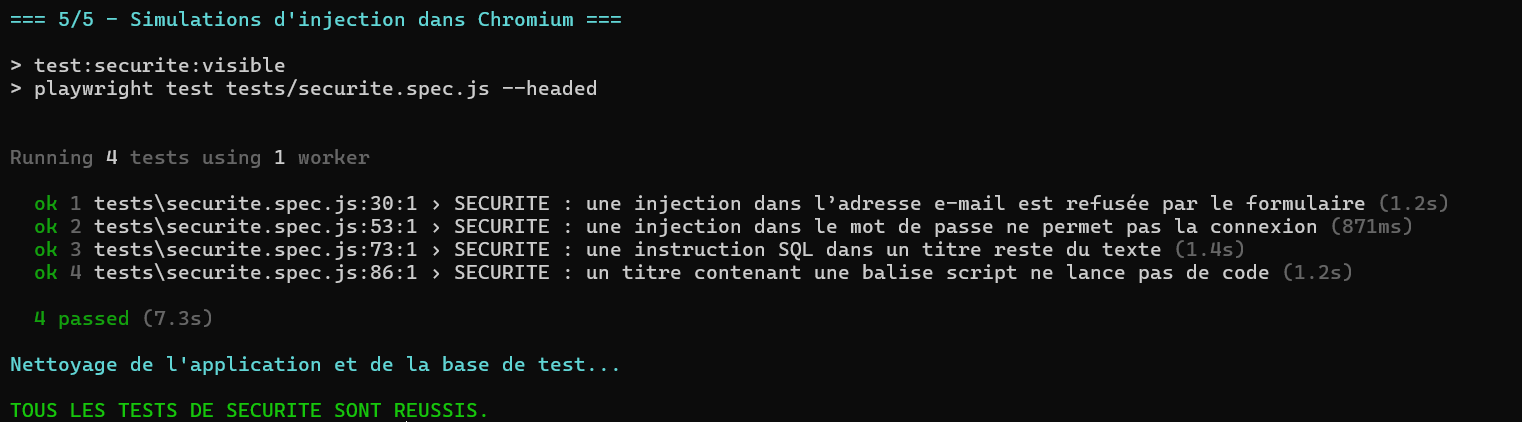 === 5/5 - Simulations d'injection dans Chromium ===
> test:securite:visible
> playwright test tests/securite.spec.js --headed
Running 4 tests using 1 worker
ok 1 tests\securite.spec.js:30:1 › SECURITE : une injection dans l’adresse e-mail est refusée par le formulaire (1.2s)
ok 2 tests\securite.spec.js:53:1 › SECURITE : une injection dans le mot de passe ne permet pas la connexion (871ms)
ok 3 tests\securite.spec.js:73:1 › SECURITE : une instruction SQL dans un titre reste du texte (1.4s)
ok 4 tests\securite.spec.js:86:1 › SECURITE : un titre contenant une balise script ne lance pas de code (1.2s)
4 passed (7.3s)
Nettoyage de l'application et de la base de test...
TOUS LES TESTS DE SECURITE SONT REUSSIS.